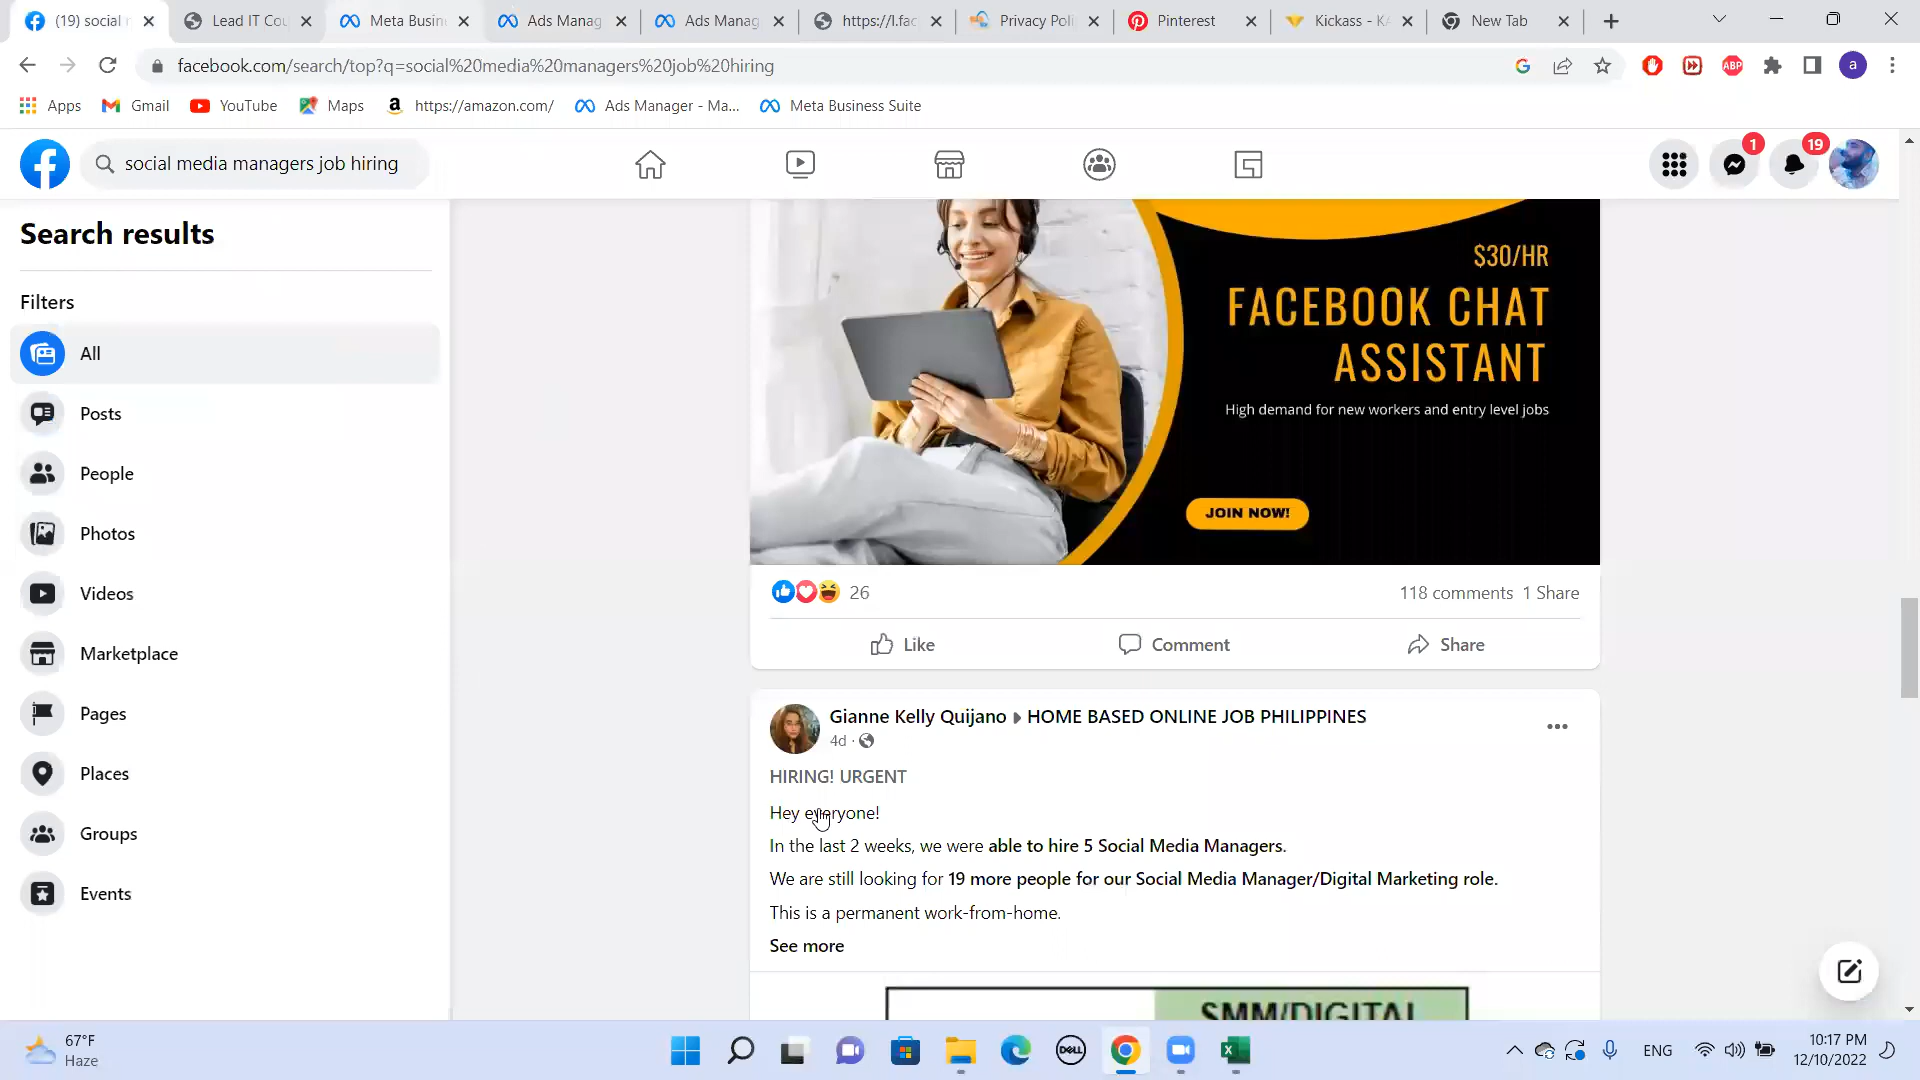 (19) social r
Lead IT Cou
Meta Busin
Ads Manag
Ads Manag
https://l.fac
Privacy Poli
Pinterest
Kickass - KA
New Tab
facebook.com/search/top?q=social%20media%20managers%20job%20hiring
ABP
a
Apps
Gmail
YouTube
Maps
https://amazon.com/
Ads Manager - Ma...
Meta Business Suite
social media managers job hiring
1
19
Search results
Filters
All
Posts
People
Photos
Videos
Marketplace
Pages
Places
Groups
Events
$30/HR
FACEBOOK CHAT
ASSISTANT
High demand for new workers and entry level jobs
JOIN NOW!
26
118 comments 1 Share
Like
Comment
Share
Gianne Kelly Quijano
HOME BASED ONLINE JOB PHILIPPINES
4d ·
HIRING! URGENT
Hey everyone!
In the last 2 weeks, we were able to hire 5 Social Media Managers.
We are still looking for 19 more people for our Social Media Manager/Digital Marketing role.
This is a permanent work-from-home.
See more
SMM/DIGITAL
67°F
Haze
DELL
ENG
10:17 PM
12/10/2022